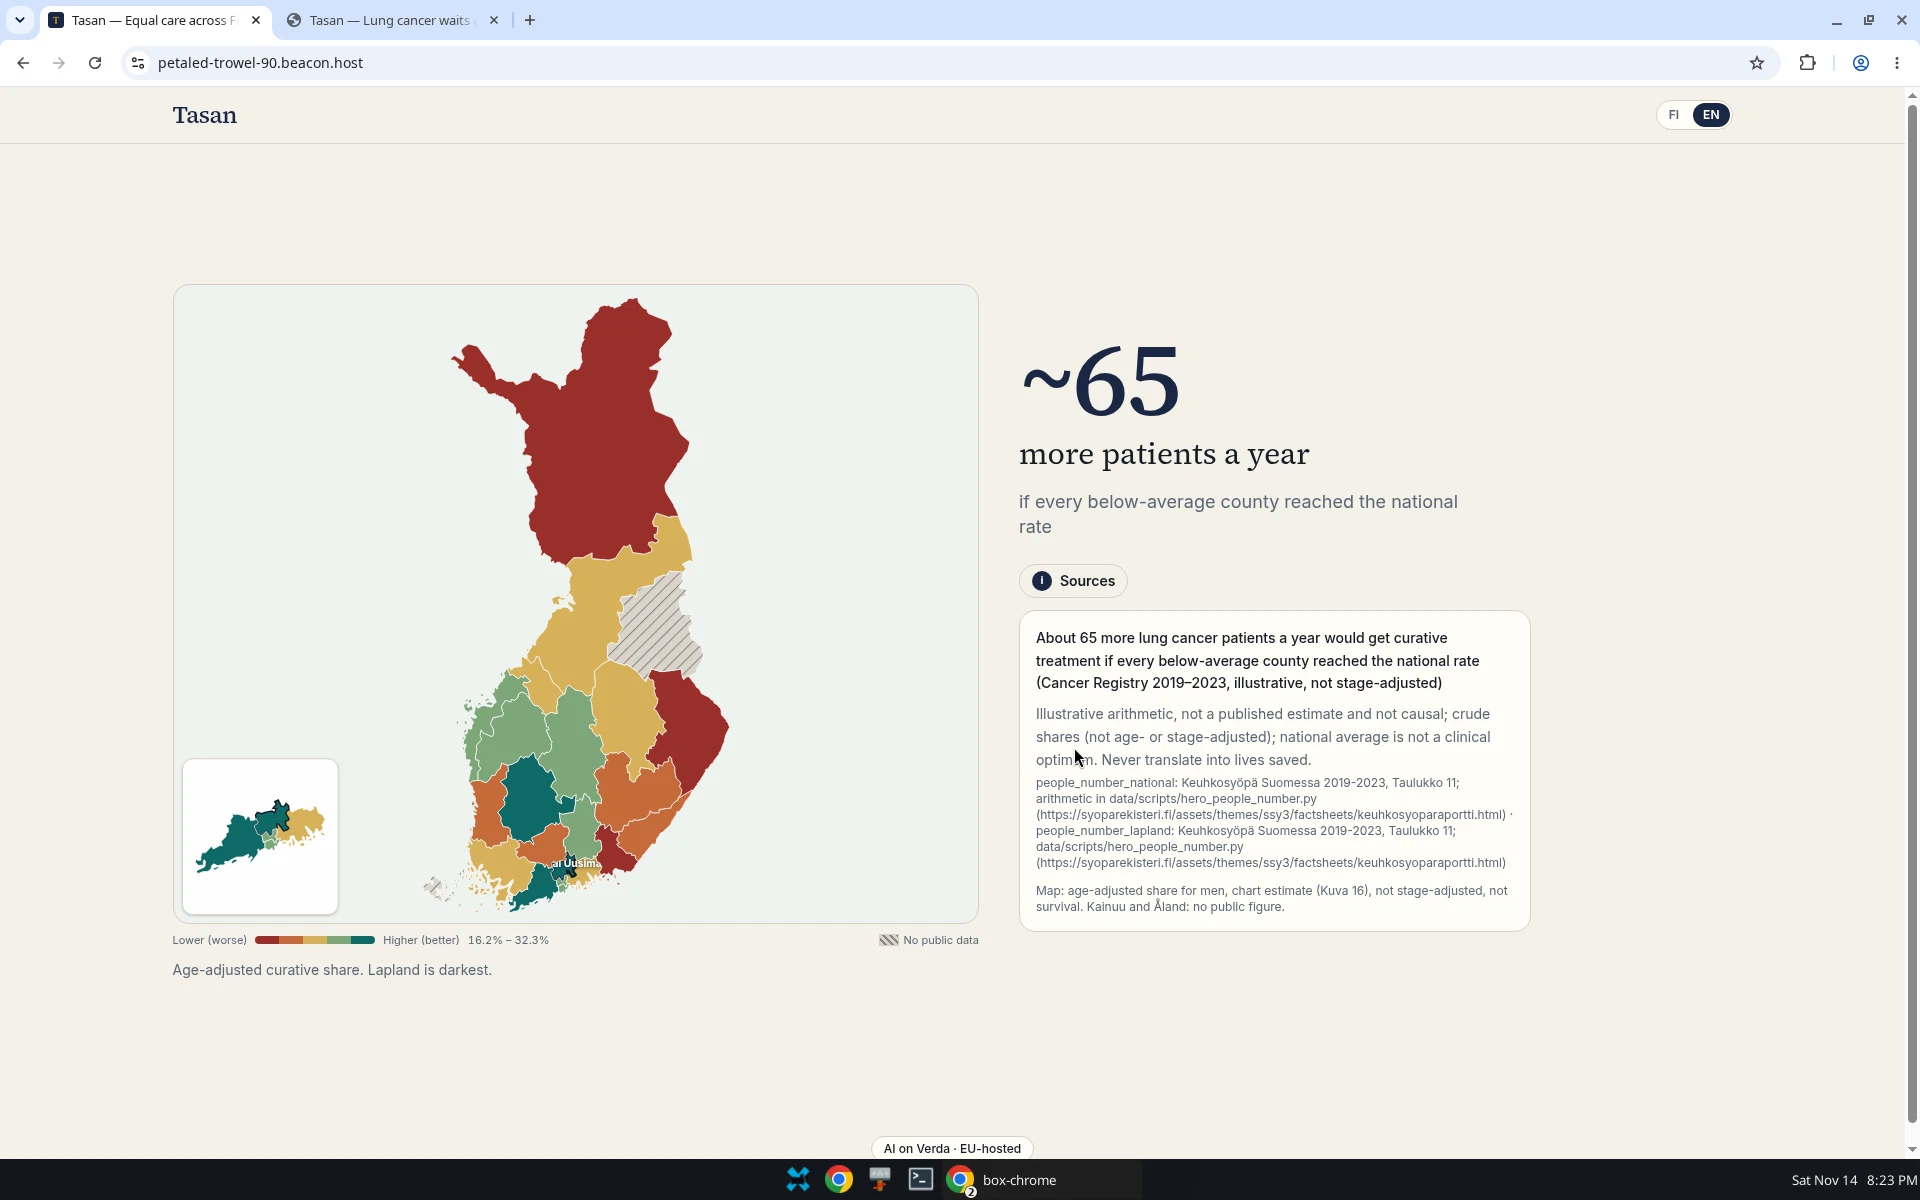 Tasan — Equal care across F
Tasan — Lung cancer waits a
petaled-trowel-90.beacon.host
Tasan
FI
EN
~65
more patients a year
if every below-average county reached the national
rate
i
Sources
About 65 more lung cancer patients a year would get curative
treatment if every below-average county reached the national rate
(Cancer Registry 2019–2023, illustrative, not stage-adjusted)
Illustrative arithmetic, not a published estimate and not causal; crude
shares (not age- or stage-adjusted); national average is not a clinical
optimum. Never translate into lives saved.
people_number_national: Keuhkosyöpä Suomessa 2019-2023, Taulukko 11;
arithmetic in data/scripts/hero_people_number.py
(https://syoparekisteri.fi/assets/themes/ssy3/factsheets/keuhkosyoparaportti.html) ·
people_number_lapland: Keuhkosyöpä Suomessa 2019-2023, Taulukko 11;
data/scripts/hero_people_number.py
(https://syoparekisteri.fi/assets/themes/ssy3/factsheets/keuhkosyoparaportti.html)
Map: age-adjusted share for men, chart estimate (Kuva 16), not stage-adjusted, not
survival. Kainuu and Åland: no public figure.
al Uusima
Lower (worse)
Higher (better)
16.2% – 32.3%
No public data
Age-adjusted curative share. Lapland is darkest.
AI on Verda · EU-hosted
2
box-chrome
Sat Nov 14
8:23 PM